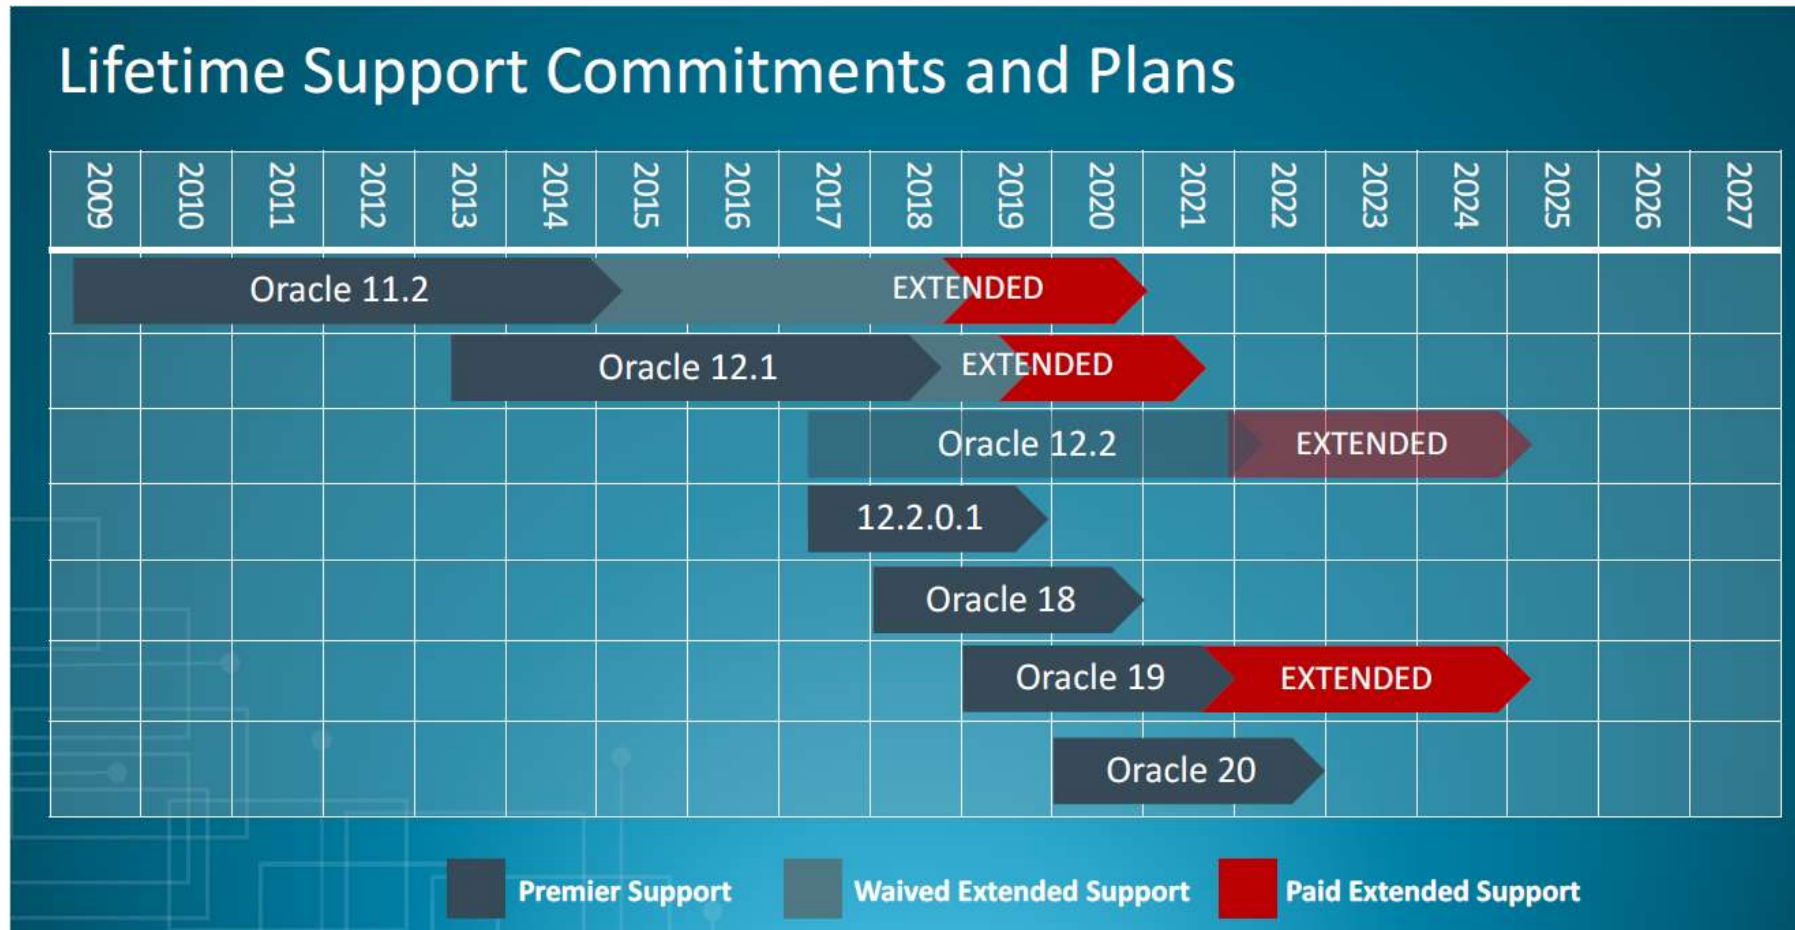 Lifetime Support Commitments and Plans
2009 2010 2011 2012 2013 2014 2015 2016 2017 2018 2019 2020 2021 2022 2023 2024 2025 2026 2027
Oracle 11.2 EXTENDED
Oracle 12.1 EXTENDED
Oracle 12.2 EXTENDED
12.2.0.1
Oracle 18
Oracle 19 EXTENDED
Oracle 20
Premier Support Waived Extended Support Paid Extended Support